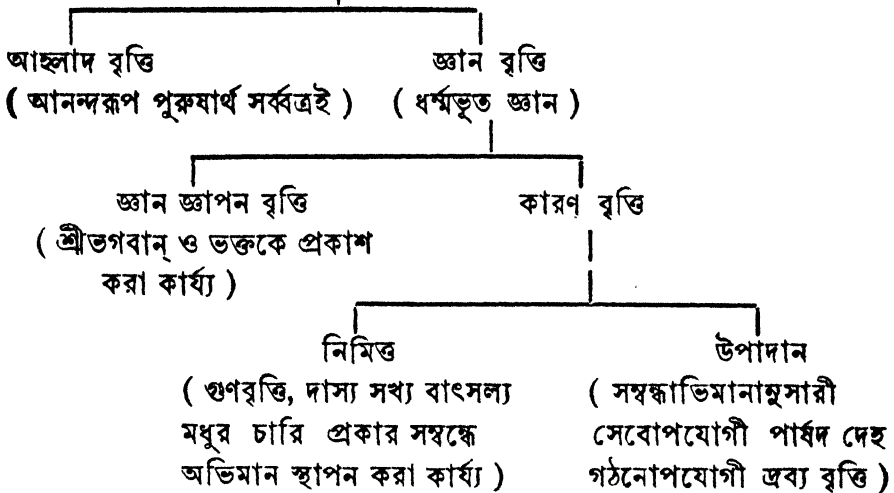 আহ্লাদ বৃত্তি জ্ঞান বৃত্তি
( আনন্দরূপ পুরুষার্থ সর্ব্বত্রই ) ( ধর্ম্মভূত জ্ঞান )
জ্ঞান জ্ঞাপন বৃত্তি কারণ বৃত্তি
( শ্রীভগবান্ ও ভক্তকে প্রকাশ
করা কার্য্য )
নিমিত্ত উপাদান
( গুণবৃত্তি, দাস্য সখ্য বাৎসল্য ( সম্বন্ধাভিমানানুসারী
মধুর চারি প্রকার সম্বন্ধে সেবোপযোগী পার্ষদ দেহ
অভিমান স্থাপন করা কার্য্য ) গঠনোপযোগী দ্রব্য বৃত্তি )